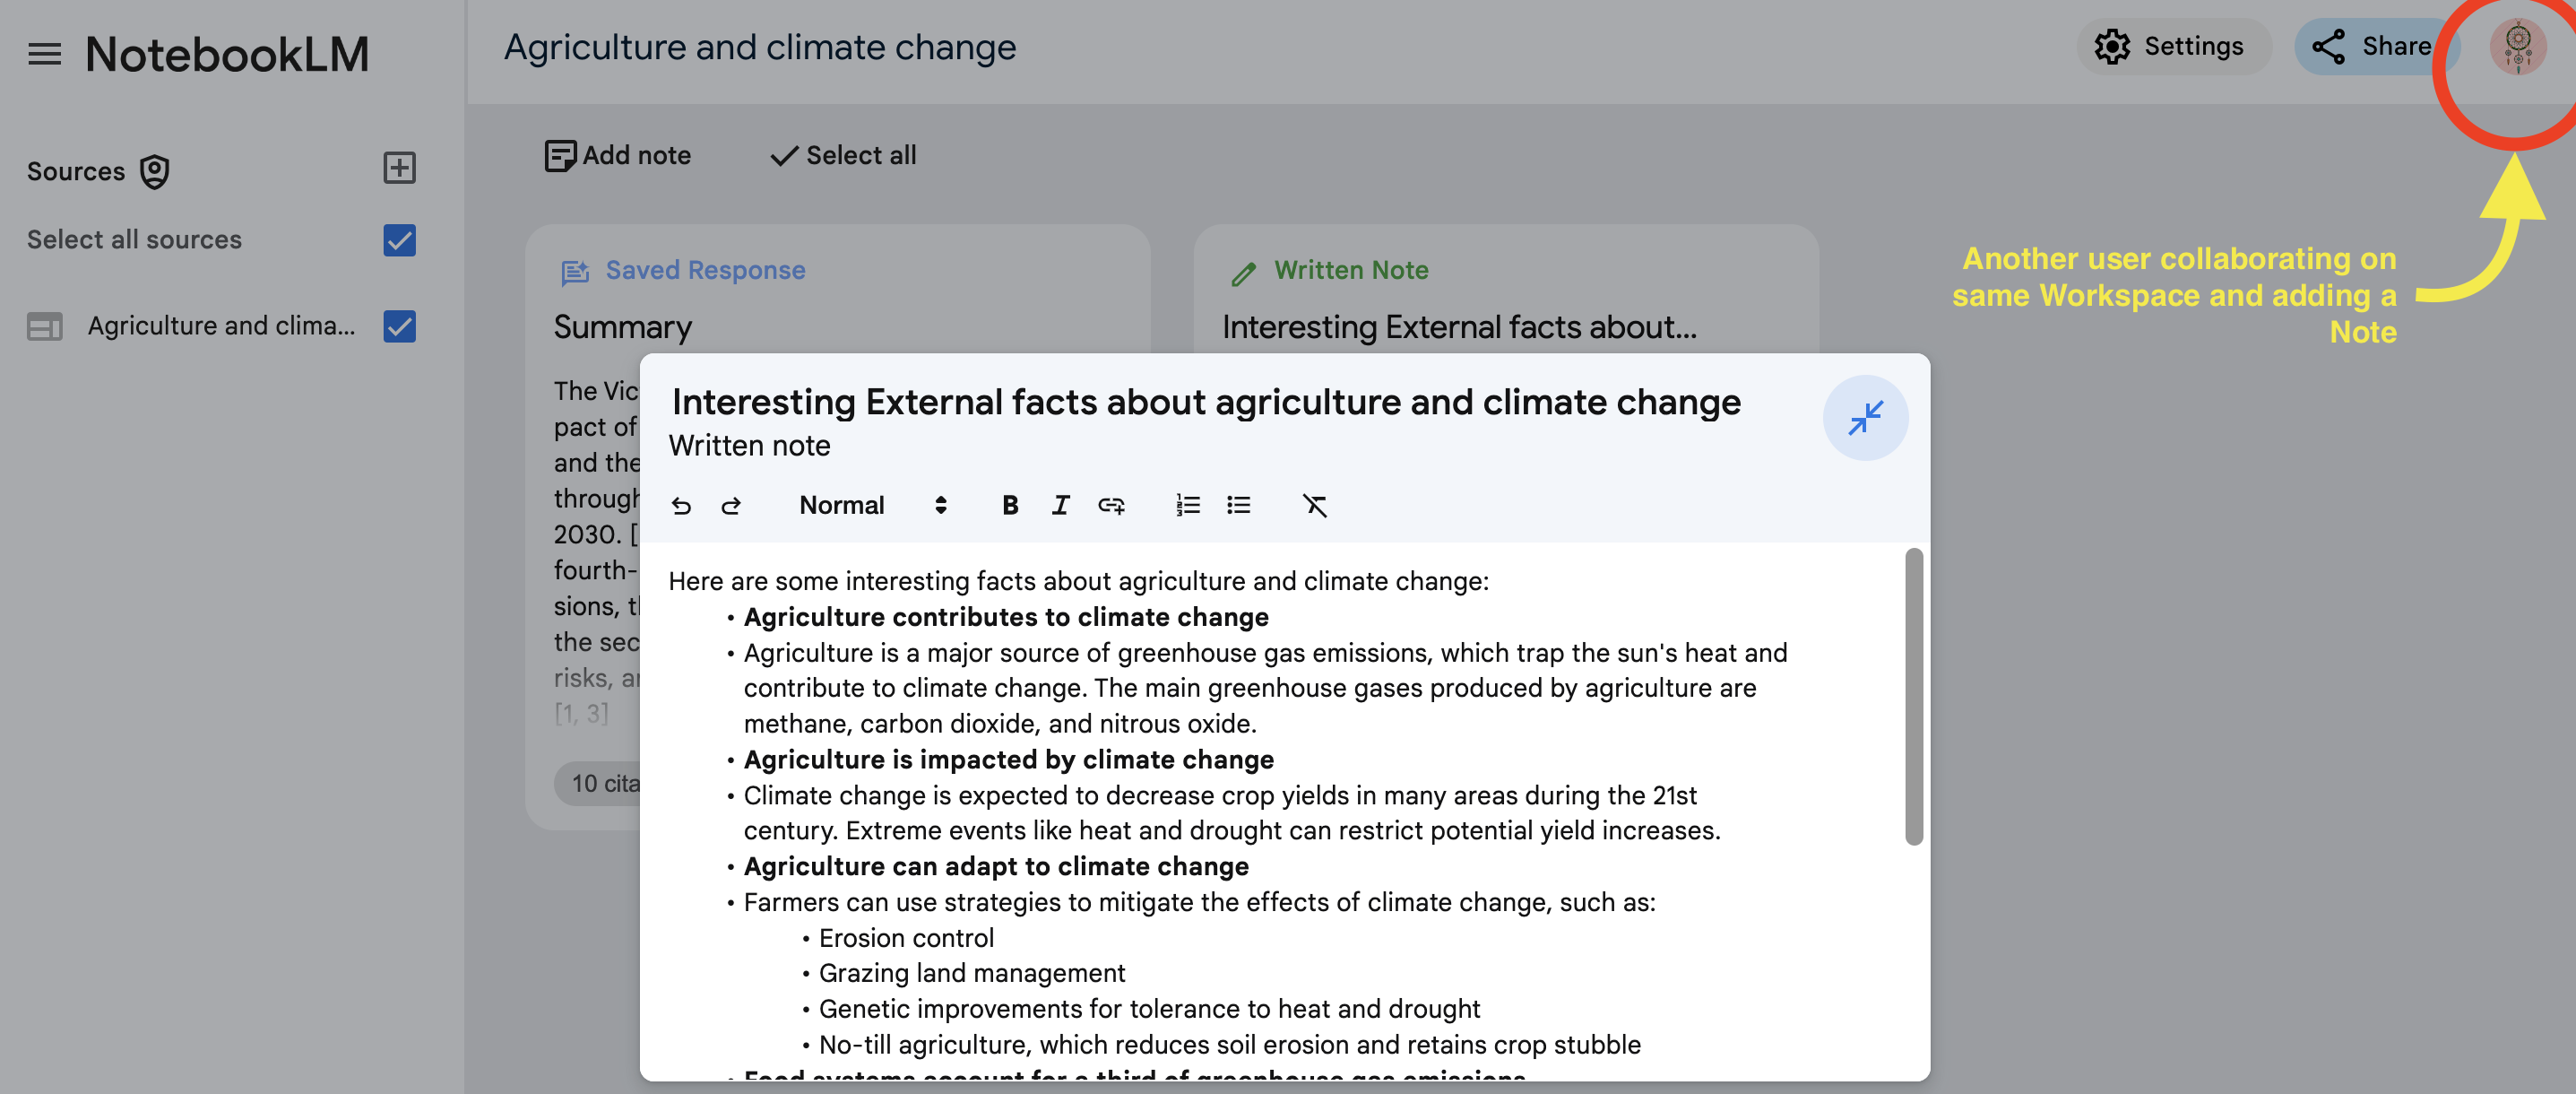 NotebookLM
Agriculture and climate change
Settings
Share
Sources
Add note
Select all
Select all sources
Agriculture and clima...
Saved Response
Summary
The Vic
pact of
and the
through
2030. [
fourth-
sions, t
the sec
risks, a
[1, 3]
10 cita
Written Note
Interesting External facts about...
Another user collaborating on
same Workspace and adding a
Note
Interesting External facts about agriculture and climate change
Written note
Normal
B I
Here are some interesting facts about agriculture and climate change:
• Agriculture contributes to climate change
• Agriculture is a major source of greenhouse gas emissions, which trap the sun's heat and
contribute to climate change. The main greenhouse gases produced by agriculture are
methane, carbon dioxide, and nitrous oxide.
• Agriculture is impacted by climate change
• Climate change is expected to decrease crop yields in many areas during the 21st
century. Extreme events like heat and drought can restrict potential yield increases.
• Agriculture can adapt to climate change
• Farmers can use strategies to mitigate the effects of climate change, such as:
• Erosion control
• Grazing land management
• Genetic improvements for tolerance to heat and drought
• No-till agriculture, which reduces soil erosion and retains crop stubble
• Food systems account for a third of greenhouse gas emissions